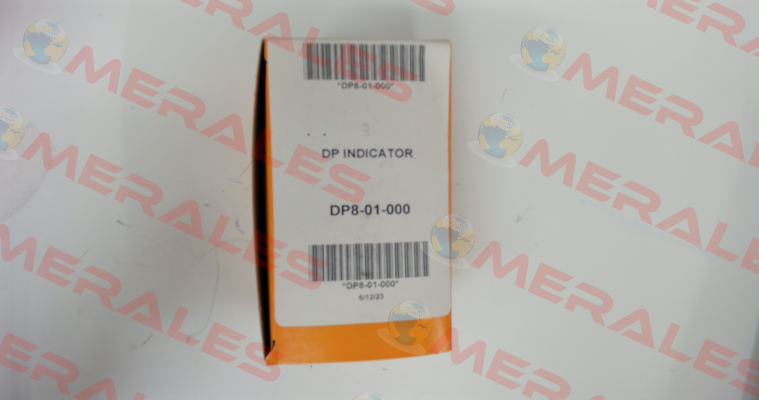 MERALES
MERALES
*DP8-01-000*
DP INDICATOR
MERALES
DP8-01-000
MERALES
*DP8-01-000*
6/12/23
MERALES
MERALES